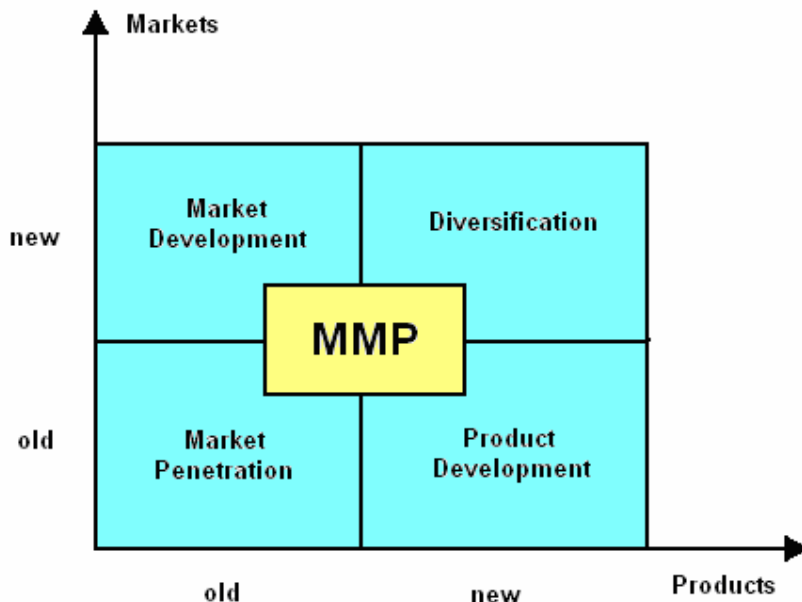 Markets
new
Market
Development
Diversification
MMP
old
Market
Penetration
Product
Development
old
new
Products